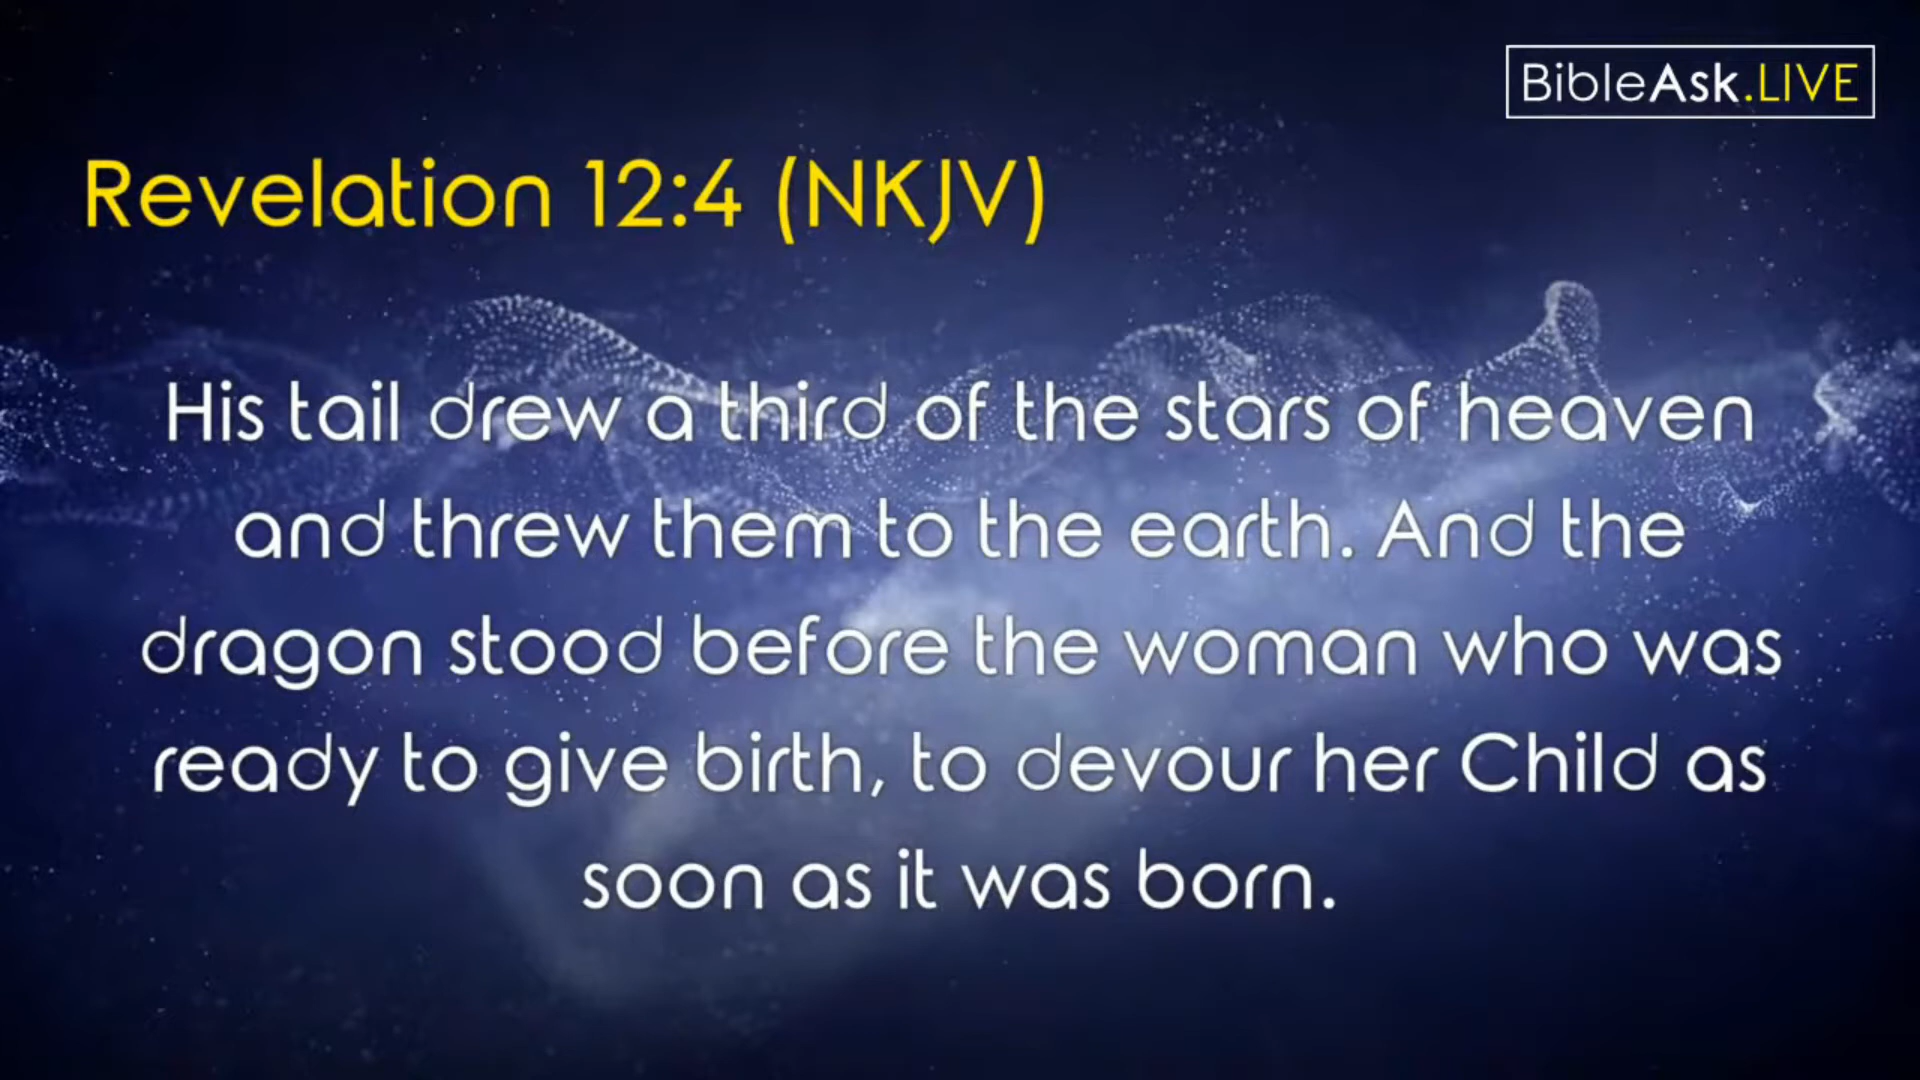 BibleAsk.LIVE
Revelation 12:4 (NKJV)
His tail drew a third of the stars of heaven
and threw them to the earth. And the
dragon stood before the woman who was
ready to give birth, to devour her Child as
soon as it was born.